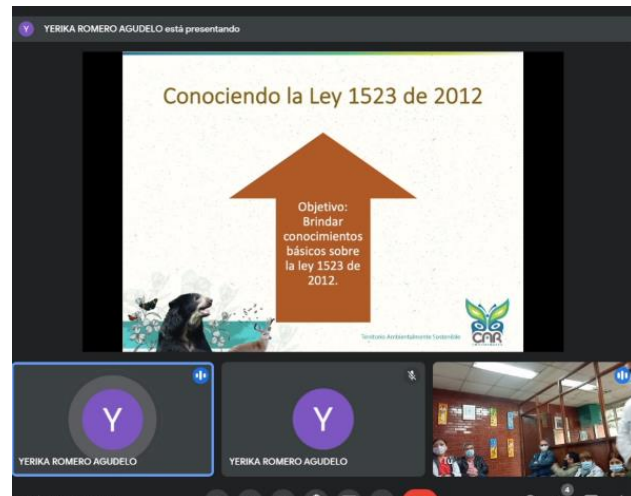 Y
YERIKA ROMERO AGUDELO está presentando
Conociendo la Ley 1523 de 2012
Objetivo:
Brindar
conocimientos
básicos sobre
la ley 1523 de
2012.
Territorio Ambientalmente Sostenible
CAR
Y
Y
YERIKA ROMERO AGUDELO
YERIKA ROMERO AGUDELO
4